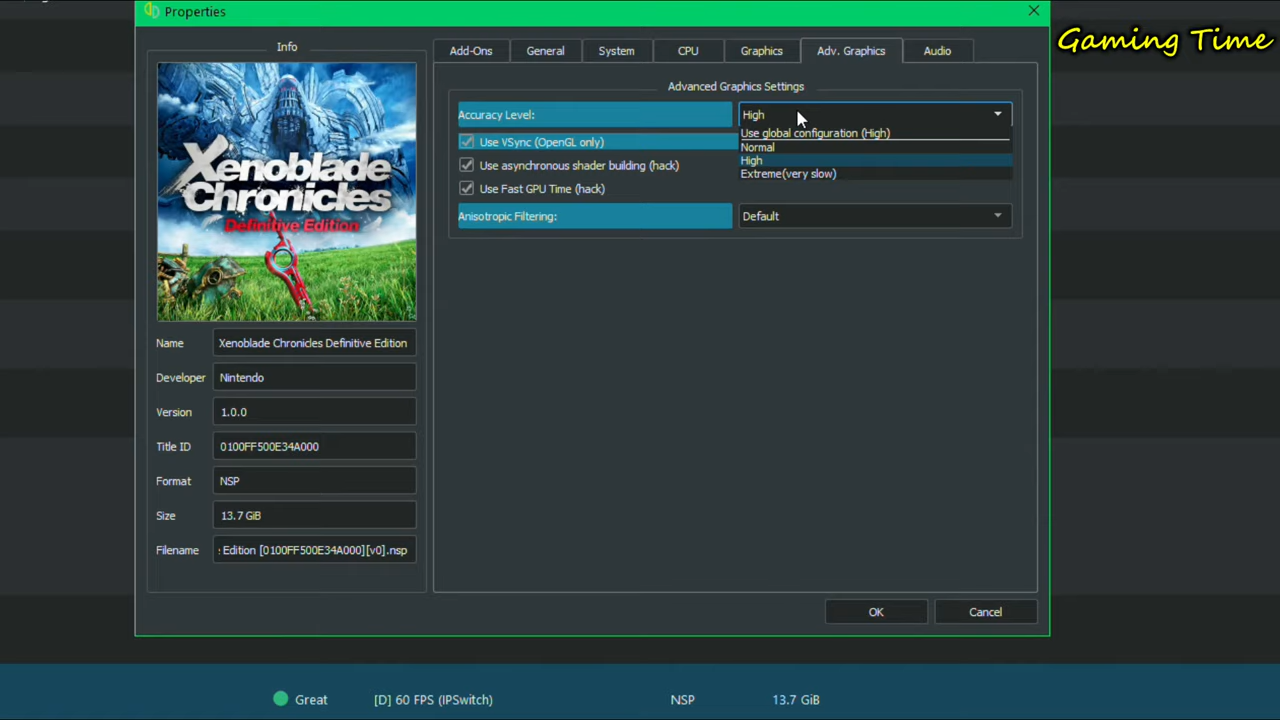 Properties
Gaming Time
Info
Xenoblade
Chronicles
Definitive Edition
Name Xenoblade Chronicles Definitive Edition
Developer Nintendo
Version 1.0.0
Title ID 0100FF500E34A000
Format NSP
Size 13.7 GiB
Filename : Edition [0100FF500E34A000][v0].nsp
Add-Ons General System CPU Graphics Adv. Graphics Audio
Advanced Graphics Settings
Accuracy Level: High
Use global configuration (High)
Normal
High
Extreme(very slow)
Use VSync (OpenGL only)
Use asynchronous shader building (hack)
Use Fast GPU Time (hack)
Anisotropic Filtering: Default
OK Cancel
Great [D] 60 FPS (IPSwitch) NSP 13.7 GiB